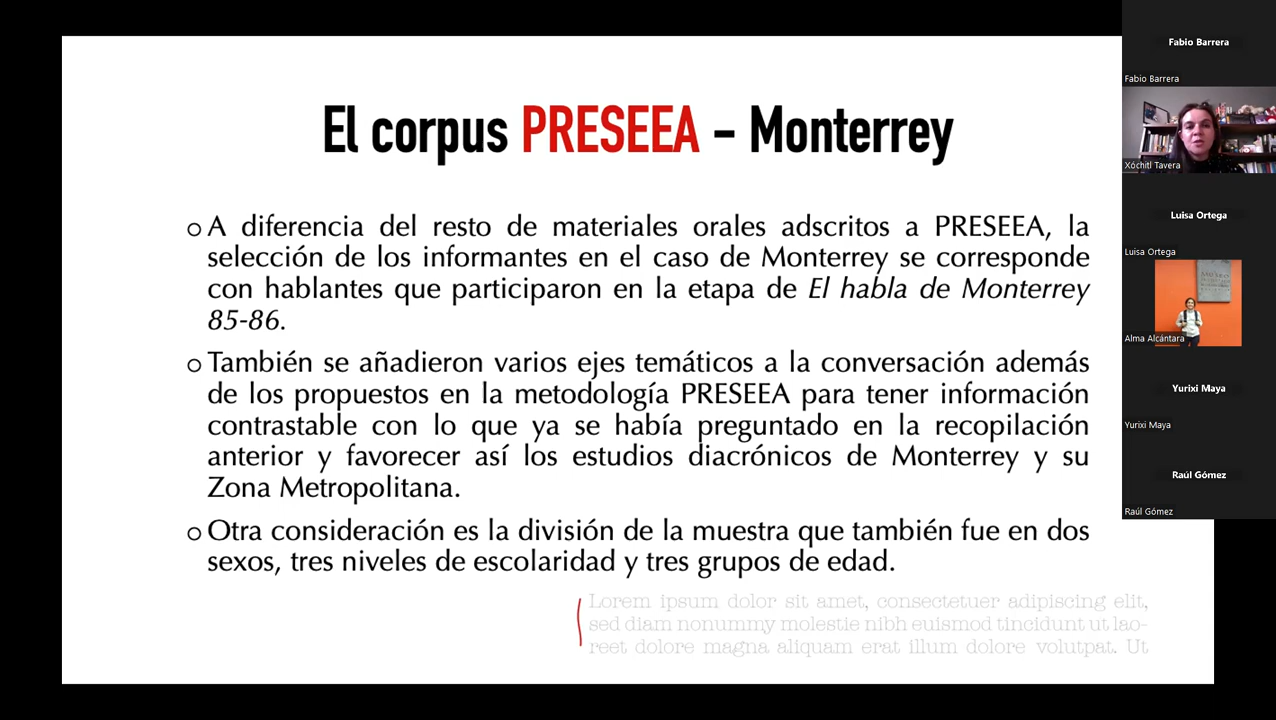 El corpus PRESEEA – Monterrey
o A diferencia del resto de materiales orales adscritos a PRESEEA, la
selección de los informantes en el caso de Monterrey se corresponde
con hablantes que participaron en la etapa de El habla de Monterrey
85-86.
o También se añadieron varios ejes temáticos a la conversación además
de los propuestos en la metodología PRESEEA para tener información
contrastable con lo que ya se había preguntado en la recopilación
anterior y favorecer así los estudios diacrónicos de Monterrey y su
Zona Metropolitana.
o Otra consideración es la división de la muestra que también fue en dos
sexos, tres niveles de escolaridad y tres grupos de edad.
Lorem ipsum dolor sit amet, consectetuer adipiscing elit,
sed diam nonummy molestie nibh euismod tincidunt ut lao-
reet dolore magna aliquam erat illum dolore volutpat. Ut
Fabio Barrera
Fabio Barrera
Xóchitl Tavera
Luisa Ortega
Luisa Ortega
Alma Alcántara
Yurixi Maya
Yurixi Maya
Raúl Gómez
Raúl Gómez